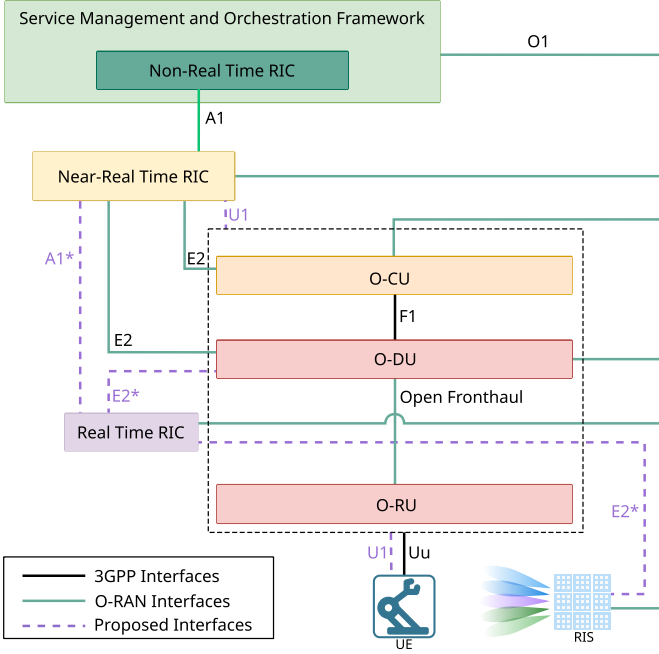 Service Management and Orchestration Framework
O1
Non-Real Time RIC
A1
Near-Real Time RIC
U1
A1*
E2
O-CU
F1
E2
O-DU
E2*
Open Fronthaul
Real Time RIC
O-RU
E2*
U1
Uu
3GPP Interfaces
O-RAN Interfaces
Proposed Interfaces
UE
RIS